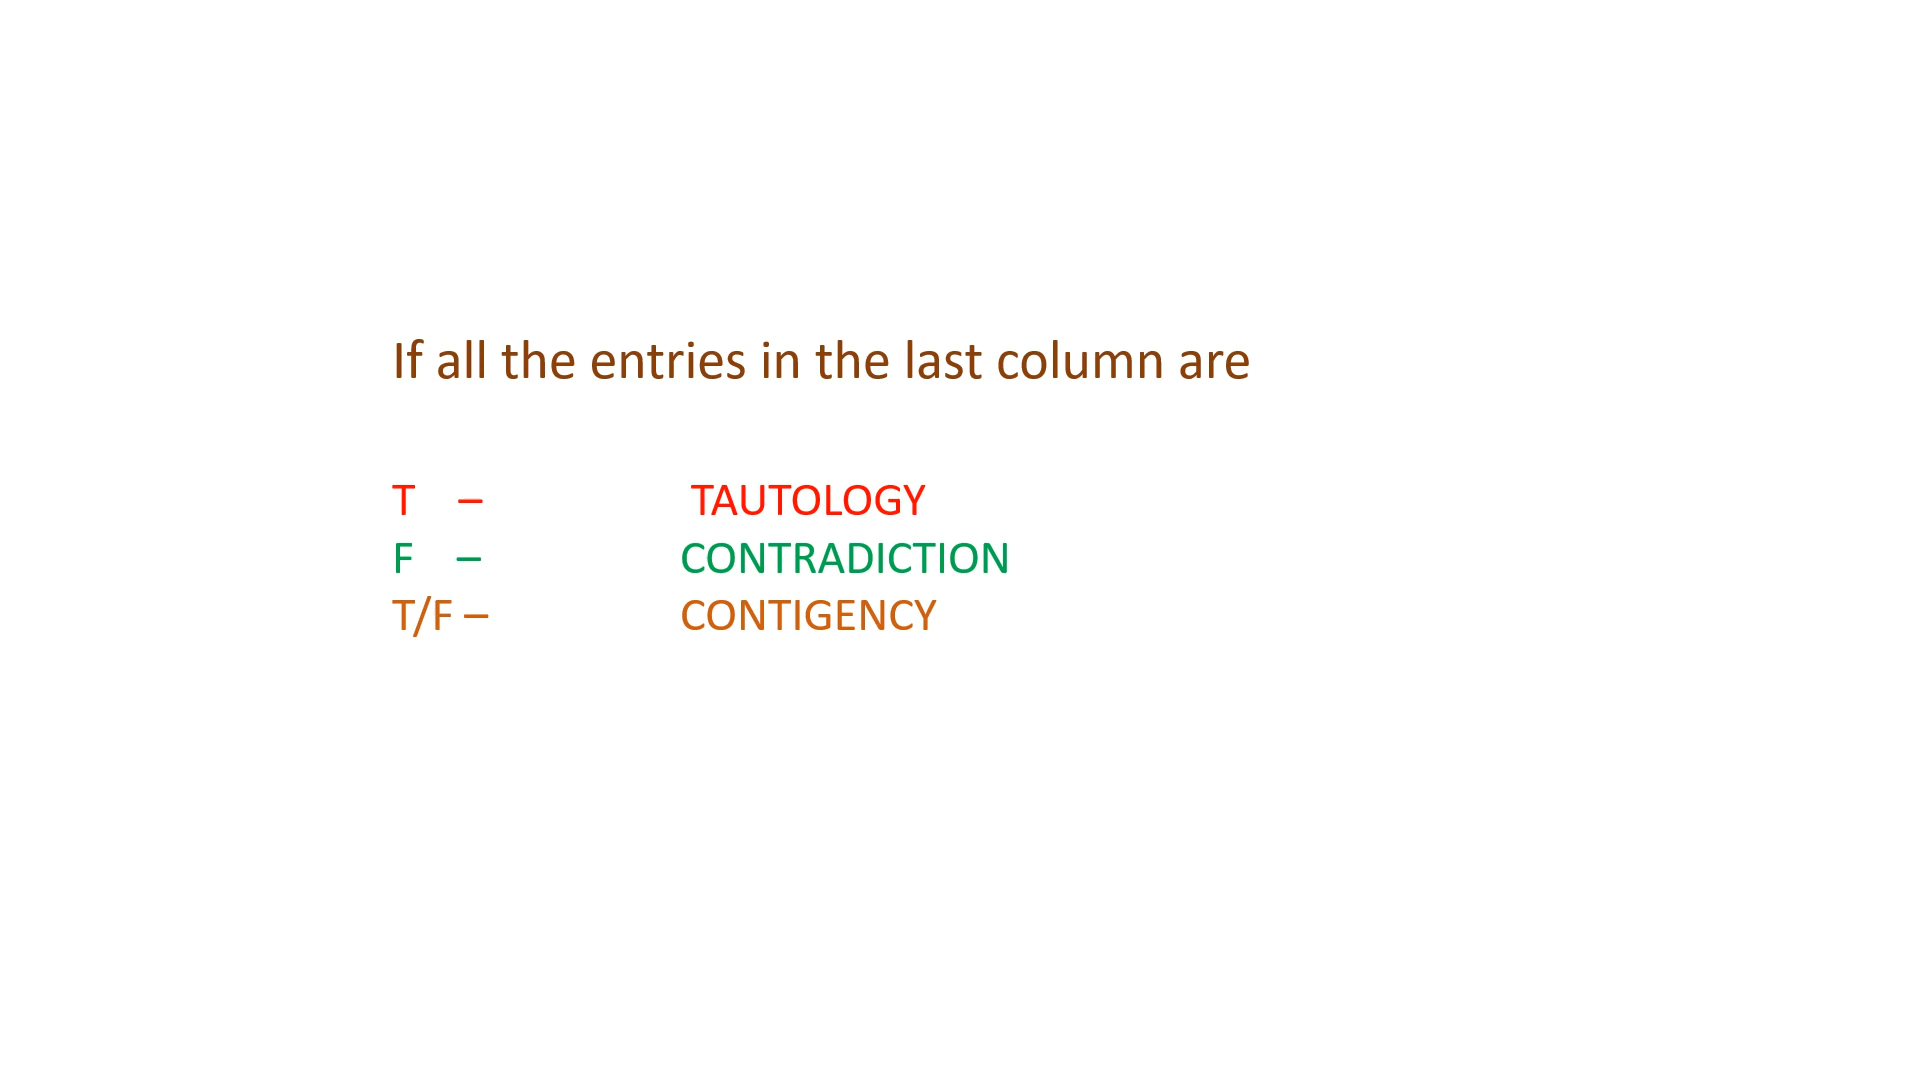 If all the entries in the last column are
T – TAUTOLOGY
F – CONTRADICTION
T/F – CONTIGENCY